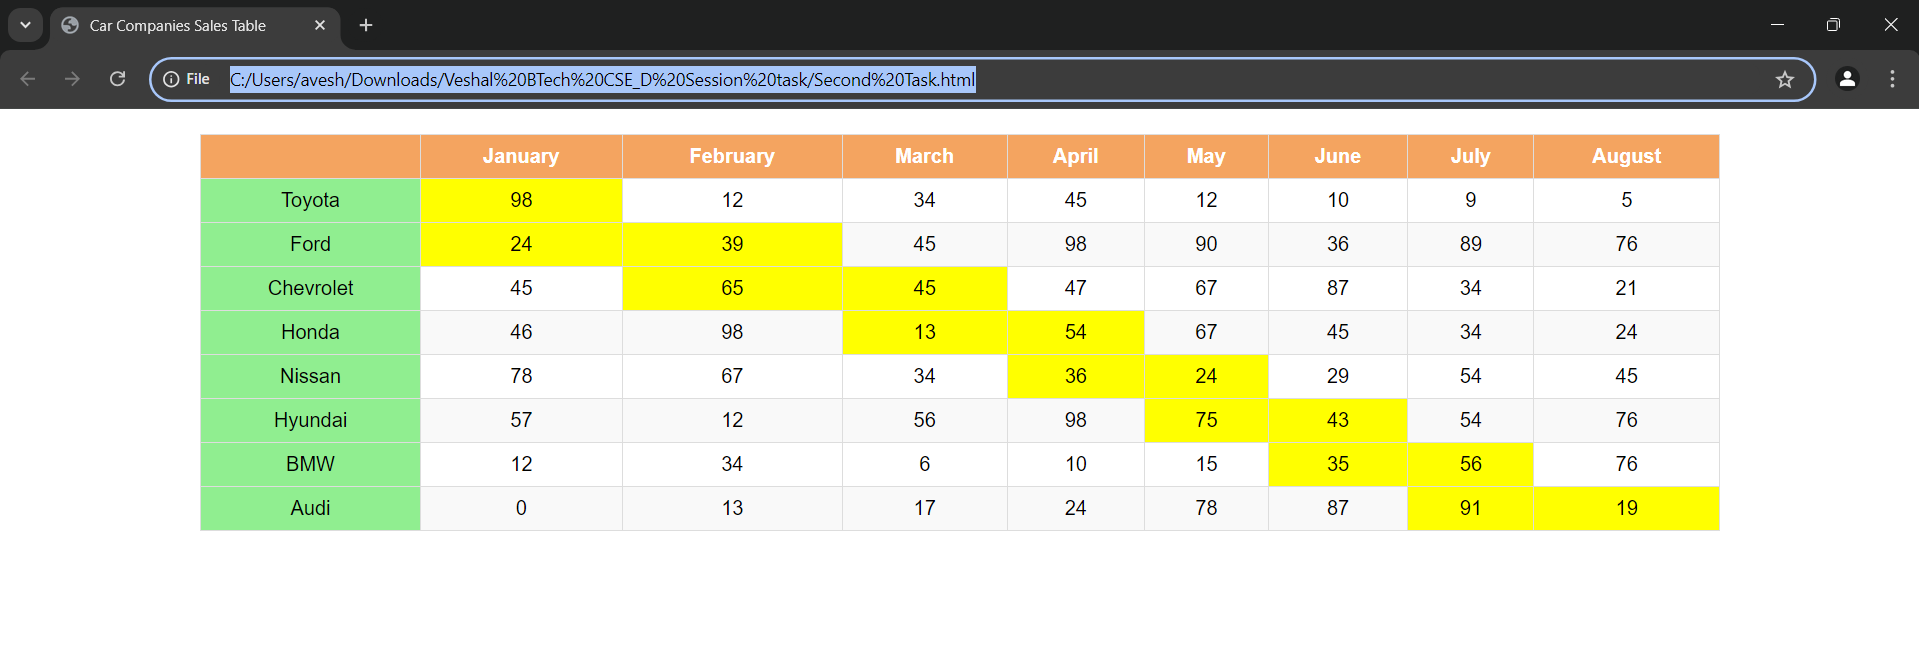 Car Companies Sales Table
File C:/Users/avesh/Downloads/Veshal%20BTech%20CSE_D%20Session%20task/Second%20Task.html
January February March April May June July August
Toyota 98 12 34 45 12 10 9 5
Ford 24 39 45 98 90 36 89 76
Chevrolet 45 65 45 47 67 87 34 21
Honda 46 98 13 54 67 45 34 24
Nissan 78 67 34 36 24 29 54 45
Hyundai 57 12 56 98 75 43 54 76
BMW 12 34 6 10 15 35 56 76
Audi 0 13 17 24 78 87 91 19